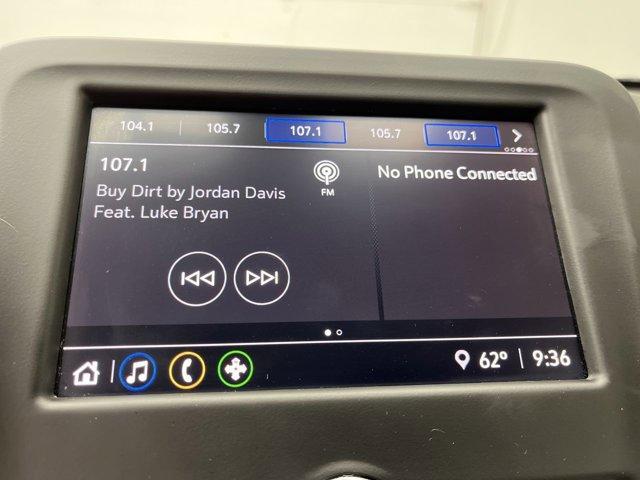 104.1 105.7 107.1 105.7 107.1
107.1
FM
Buy Dirt by Jordan Davis
Feat. Luke Bryan
No Phone Connected
62° 9:36